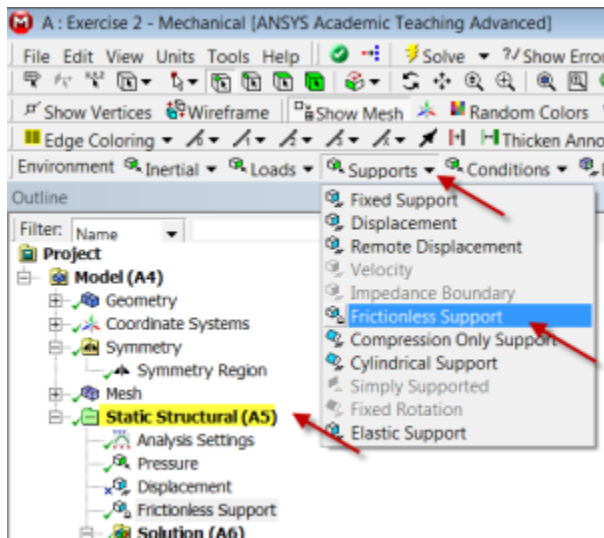 A : Exercise 2 - Mechanical [ANSYS Academic Teaching Advanced]
File Edit View Units Tools Help Solve ?/ Show Error
Show Vertices Wireframe Show Mesh Random Colors
Edge Coloring Thicken Anno
Environment Inertial Loads Supports Conditions
Outline
Filter: Name
Project
Model (A4)
Geometry
Coordinate Systems
Symmetry
Symmetry Region
Mesh
Static Structural (A5)
Analysis Settings
Pressure
Displacement
Frictionless Support
Solution (A6)
Fixed Support
Displacement
Remote Displacement
Velocity
Impedance Boundary
Frictionless Support
Compression Only Support
Cylindrical Support
Simply Supported
Fixed Rotation
Elastic Support